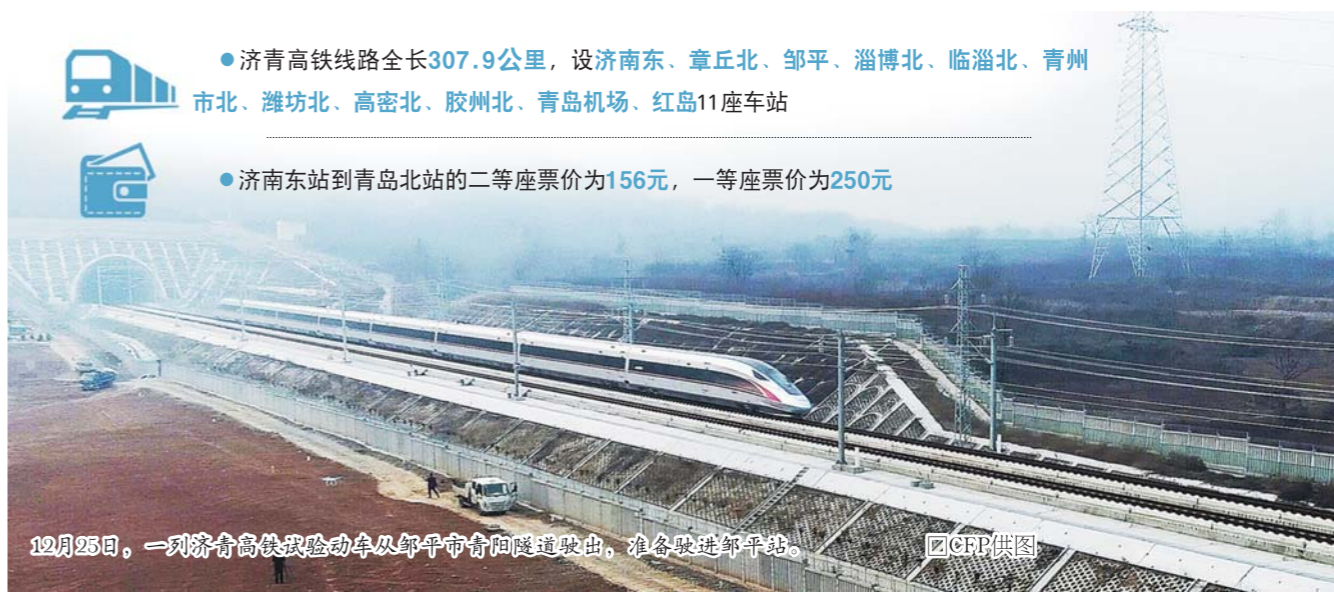 ●济青高铁线路全长307.9公里，设济南东、章丘北、邹平、淄博北、临淄北、青州
市北、潍坊北、高密北、胶州北、青岛机场、红岛11座车站
●济南东站到青岛北站的二等座票价为156元，一等座票价为250元
12月25日，一列济青高铁试验动车从邹平市青阳隧道驶出，准备驶进邹平站。 ☑CFP供图